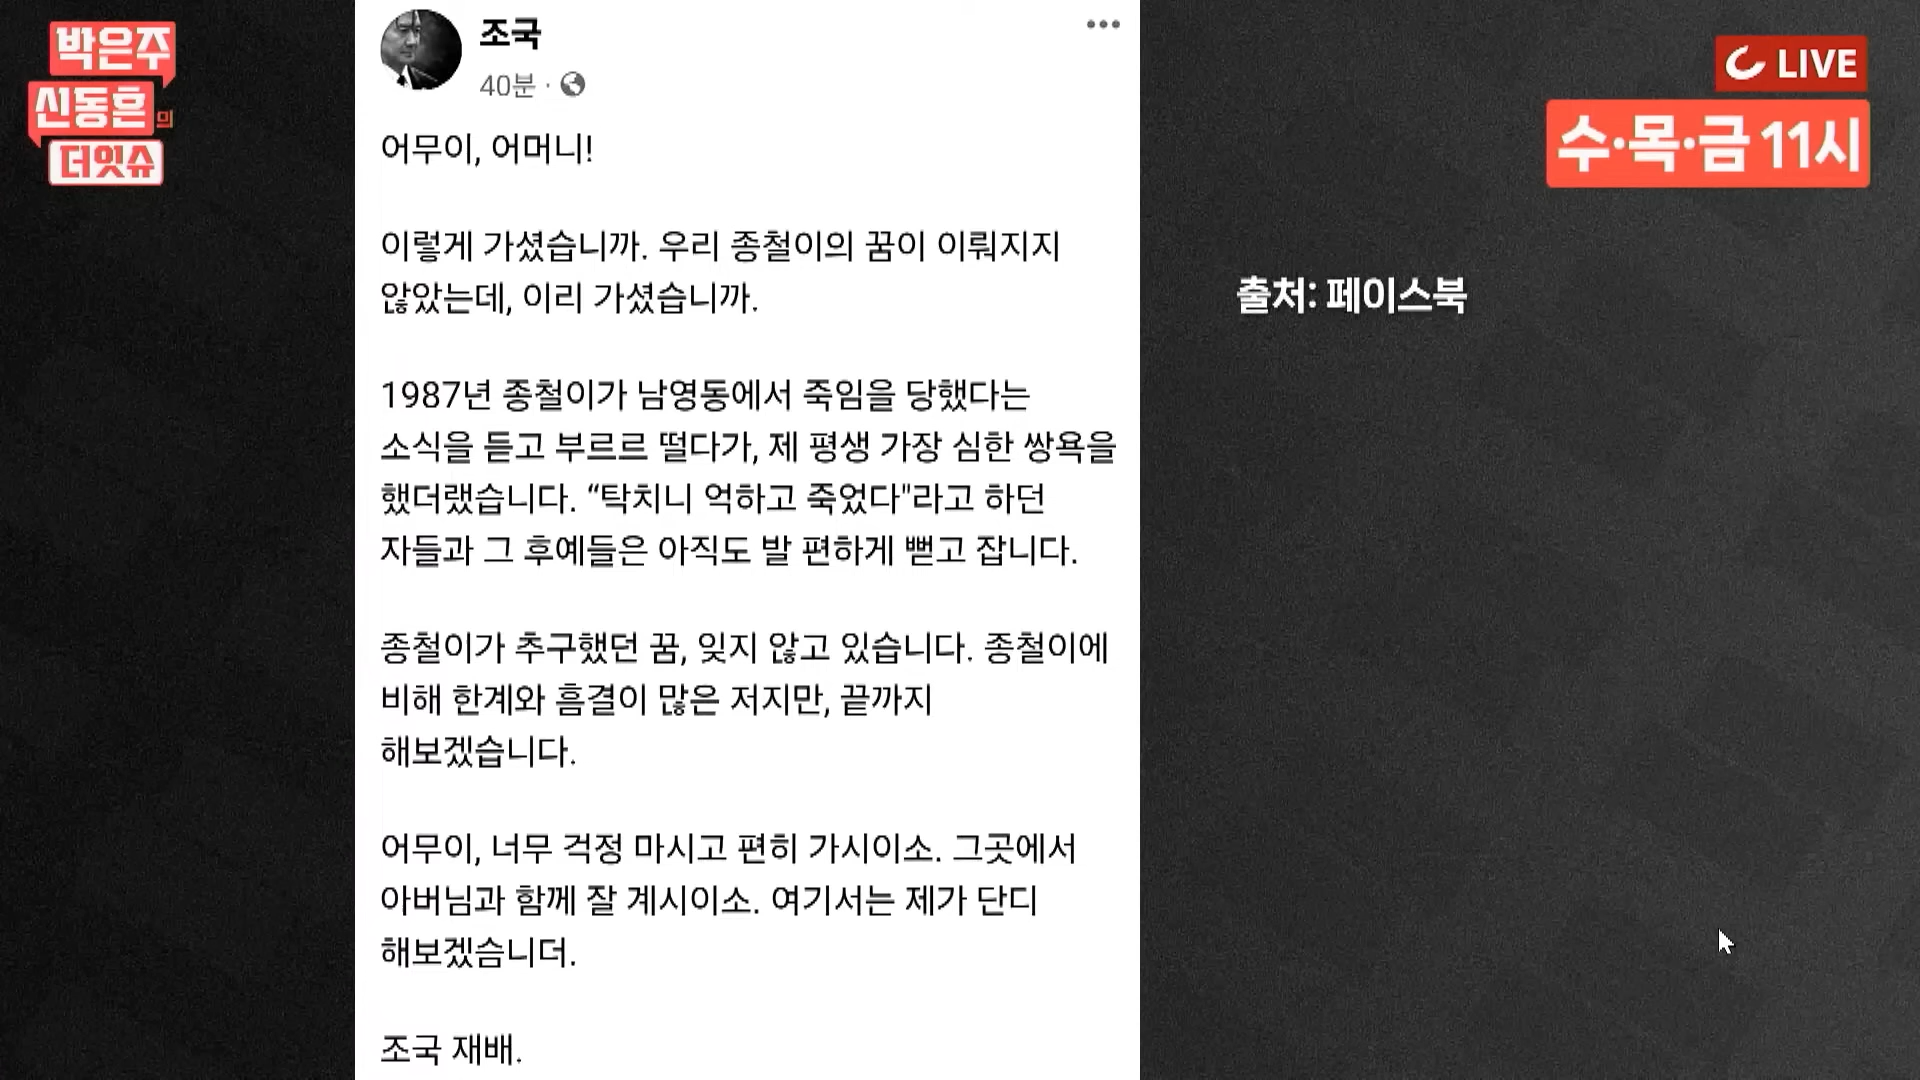 박은주
신동흔의
더잇슈
조국
40분 ·
어무이, 어머니!
이렇게 가셨습니까. 우리 종철이의 꿈이 이뤄지지
않았는데, 이리 가셨습니까.
1987년 종철이가 남영동에서 죽임을 당했다는
소식을 듣고 부르르 떨다가, 제 평생 가장 심한 쌍욕을
했더랬습니다. “탁치니 억하고 죽었다"라고 하던
자들과 그 후예들은 아직도 발 편하게 뻗고 잡니다.
종철이가 추구했던 꿈, 잊지 않고 있습니다. 종철이에
비해 한계와 흠결이 많은 저지만, 끝까지
해보겠습니다.
어무이, 너무 걱정 마시고 편히 가시이소. 그곳에서
아버님과 함께 잘 계시이소. 여기서는 제가 단디
해보겠슴니더.
조국 재배.
LIVE
수·목·금 11시
출처: 페이스북